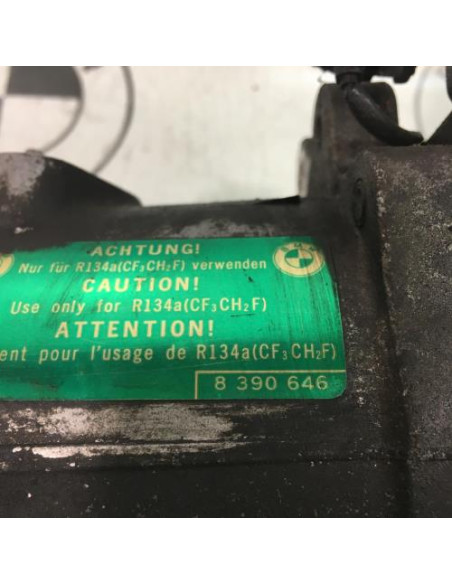 ACHTUNG!
Nur für R134a(CF₃CH₂F) verwenden
CAUTION!
Use only for R134a(CF₃CH₂F)
ATTENTION!
pour l'usage de R134a(CF₃CH₂F)
8 390 646